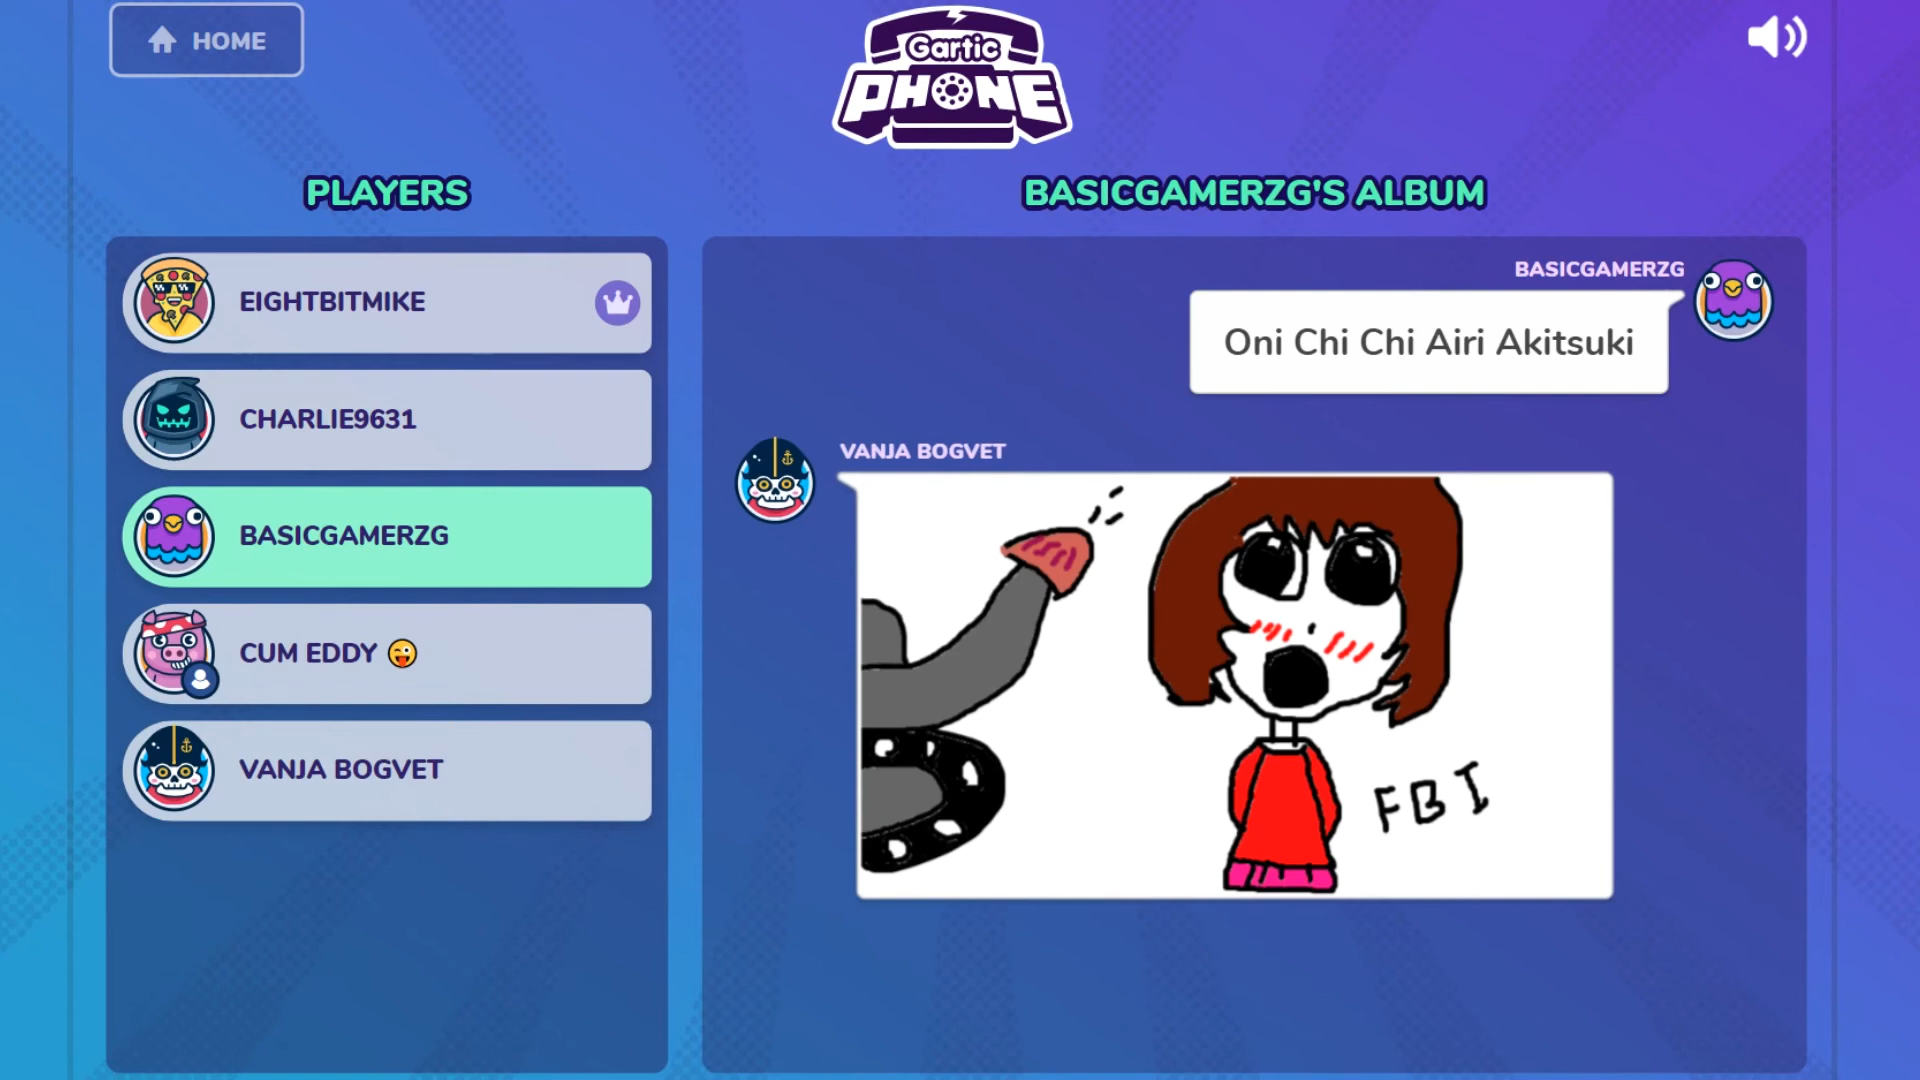 HOME
Gartic
PHONE
PLAYERS
BASICGAMERZG'S ALBUM
EIGHTBITMIKE
CHARLIE9631
BASICGAMERZG
CUM EDDY 😜
VANJA BOGVET
BASICGAMERZG
Oni Chi Chi Airi Akitsuki
VANJA BOGVET
FBI